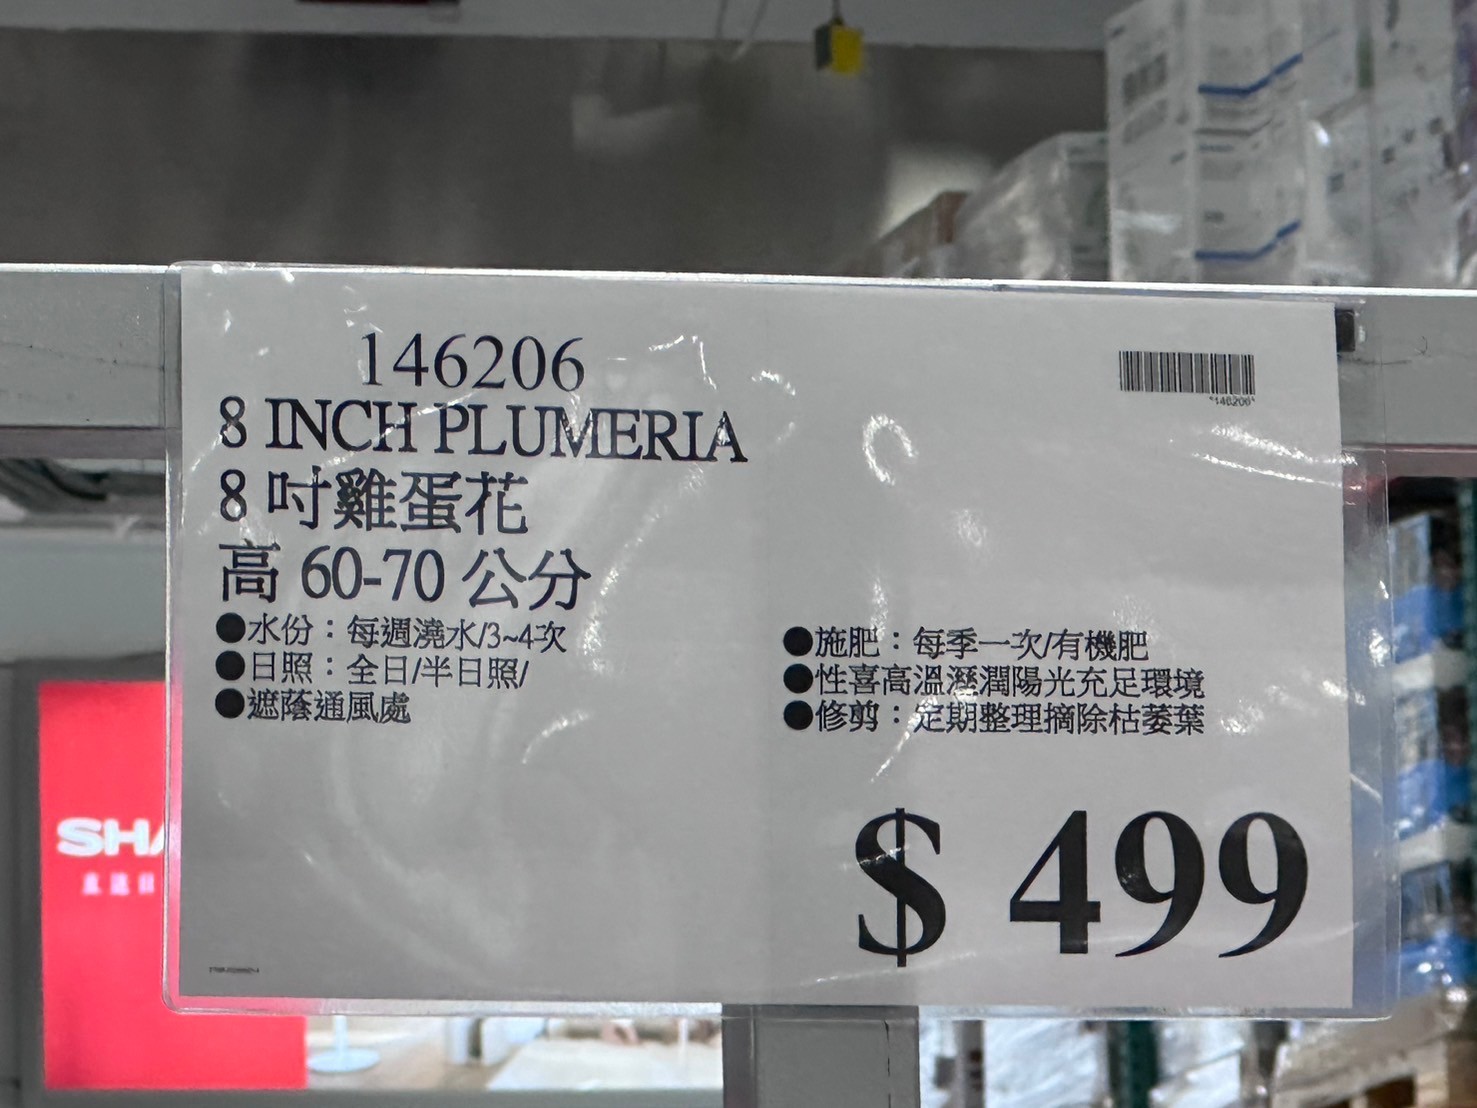 146206
8 INCH PLUMERIA
8 吋雞蛋花
高 60-70 公分
●水份：每週澆水/3~4次
●日照：全日/半日照/
●遮蔭通風處
*146206*
●施肥：每季一次/有機肥
●性喜高溫溼潤陽光充足環境
●修剪：定期整理摘除枯萎葉
$ 499
SHA